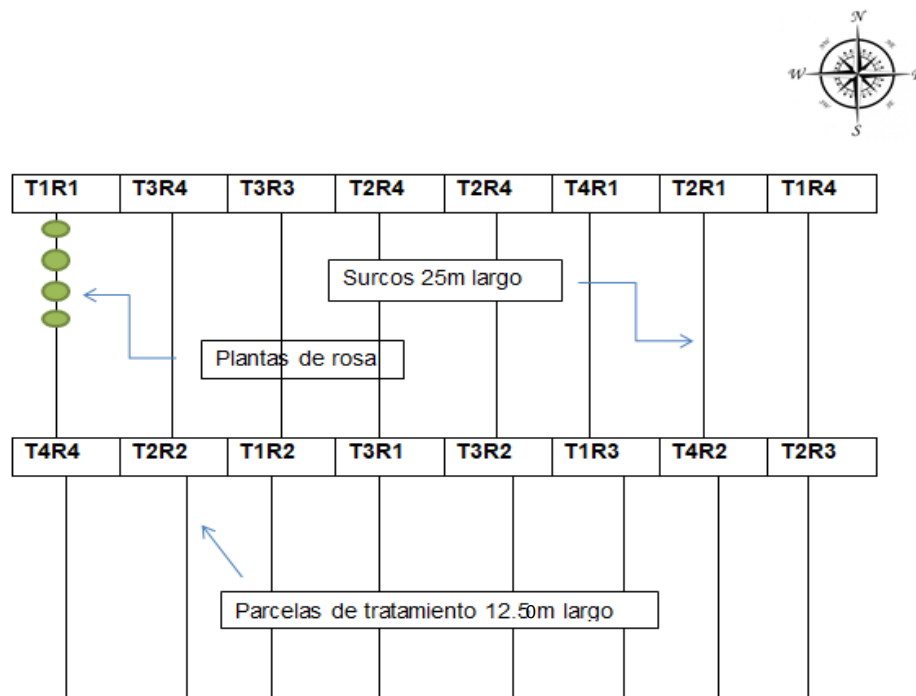 N
W
S
T1R1 T3R4 T3R3 T2R4 T2R4 T4R1 T2R1 T1R4
Surcos 25m largo
Plantas de rosa
T4R4 T2R2 T1R2 T3R1 T3R2 T1R3 T4R2 T2R3
Parcelas de tratamiento 12.50m largo